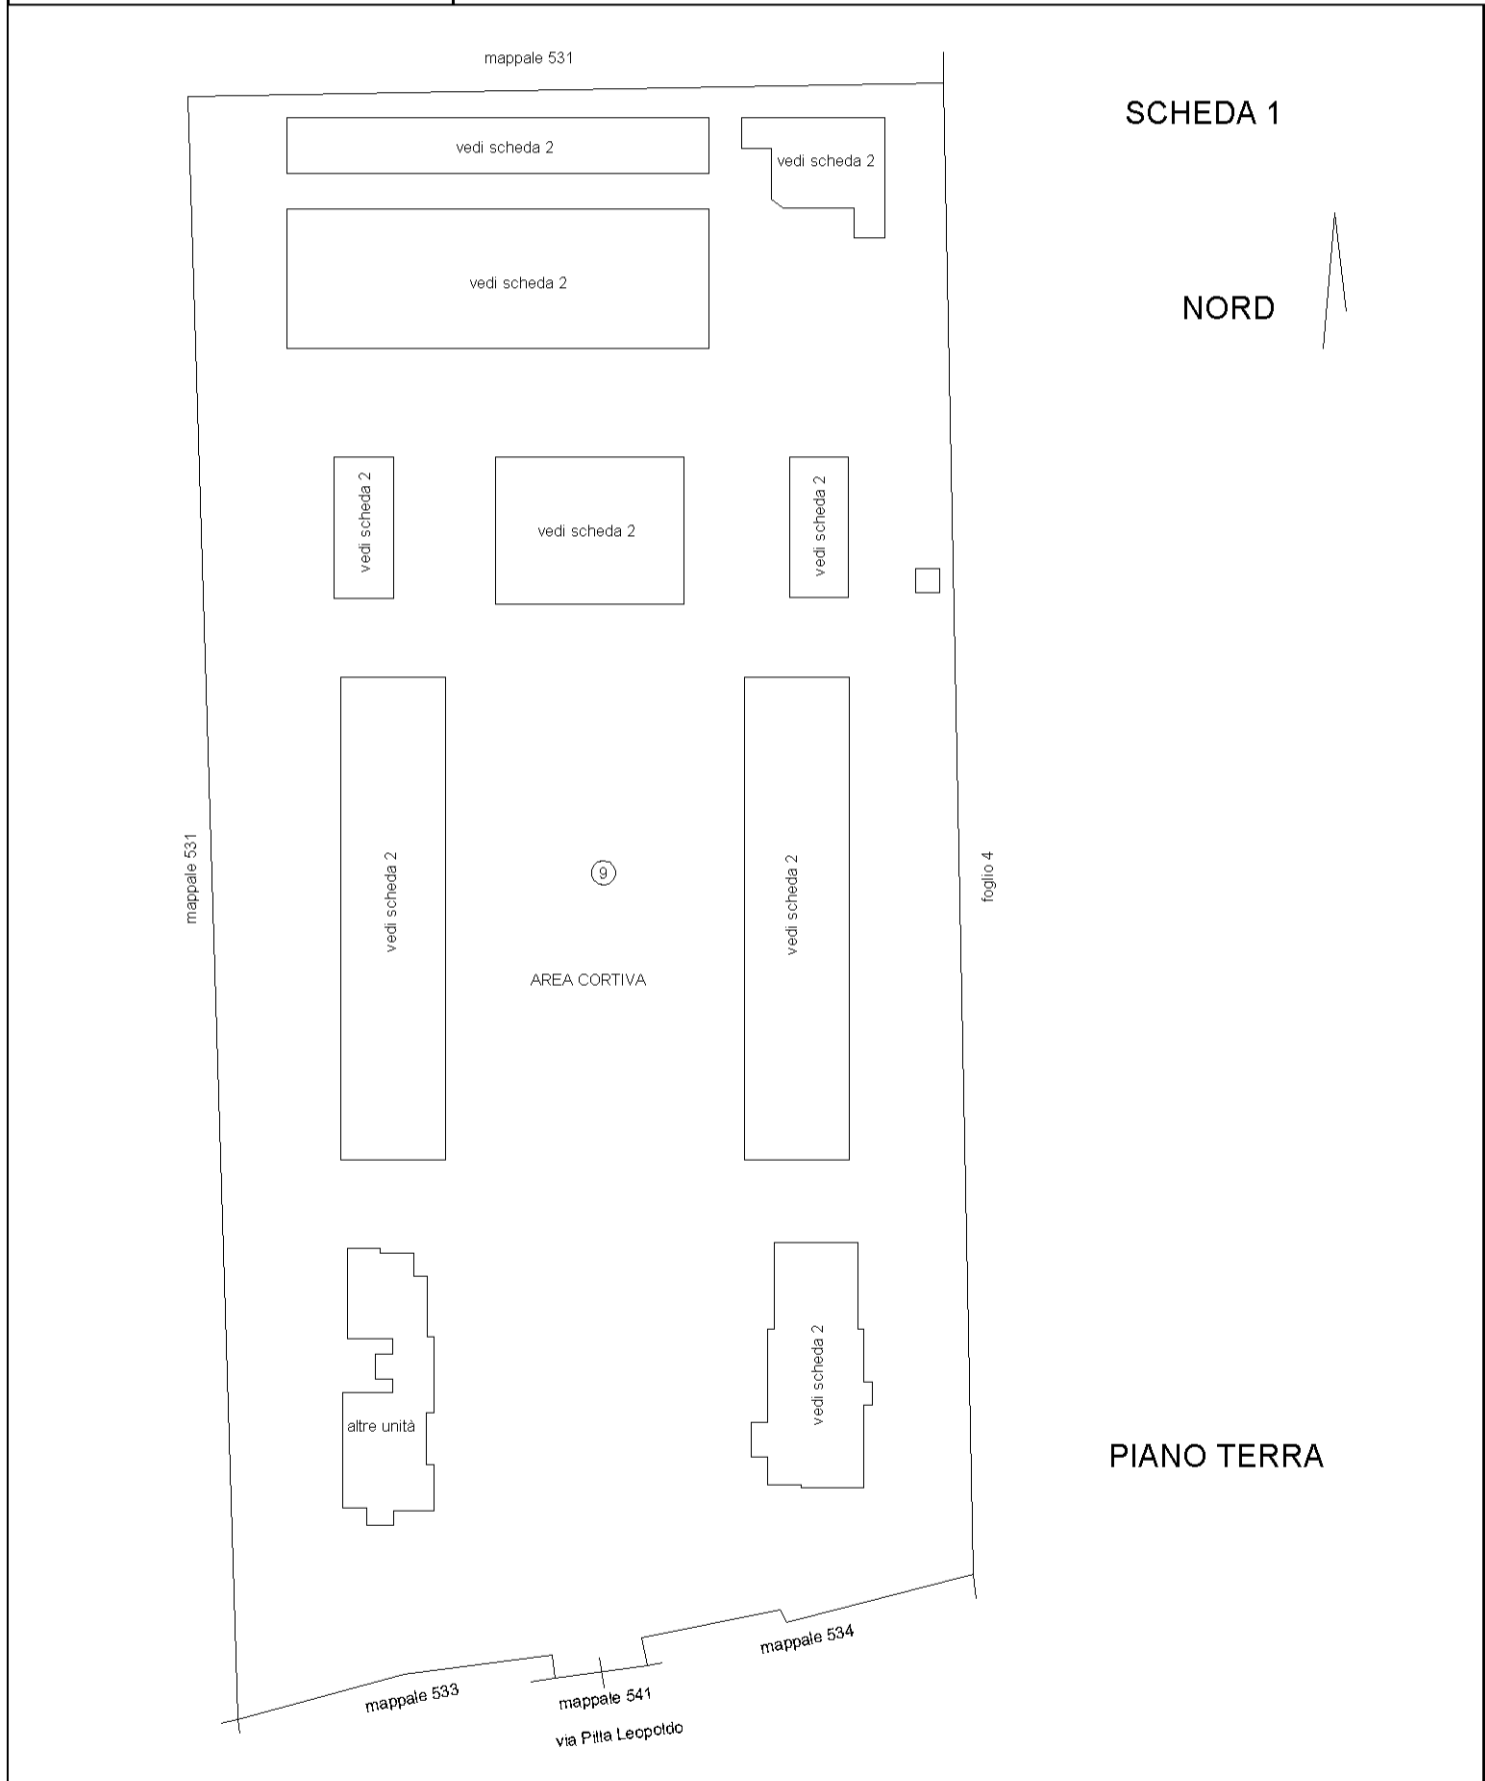 mappale 531
SCHEDA 1
vedi scheda 2
vedi scheda 2
vedi scheda 2
NORD
vedi scheda 2
vedi scheda 2
vedi scheda 2
mappale 531
vedi scheda 2
9
AREA CORTIVA
vedi scheda 2
foglio 4
altre unità
vedi scheda 2
PIANO TERRA
mappale 533
mappale 541
mappale 534
via Pitta Leopoldo